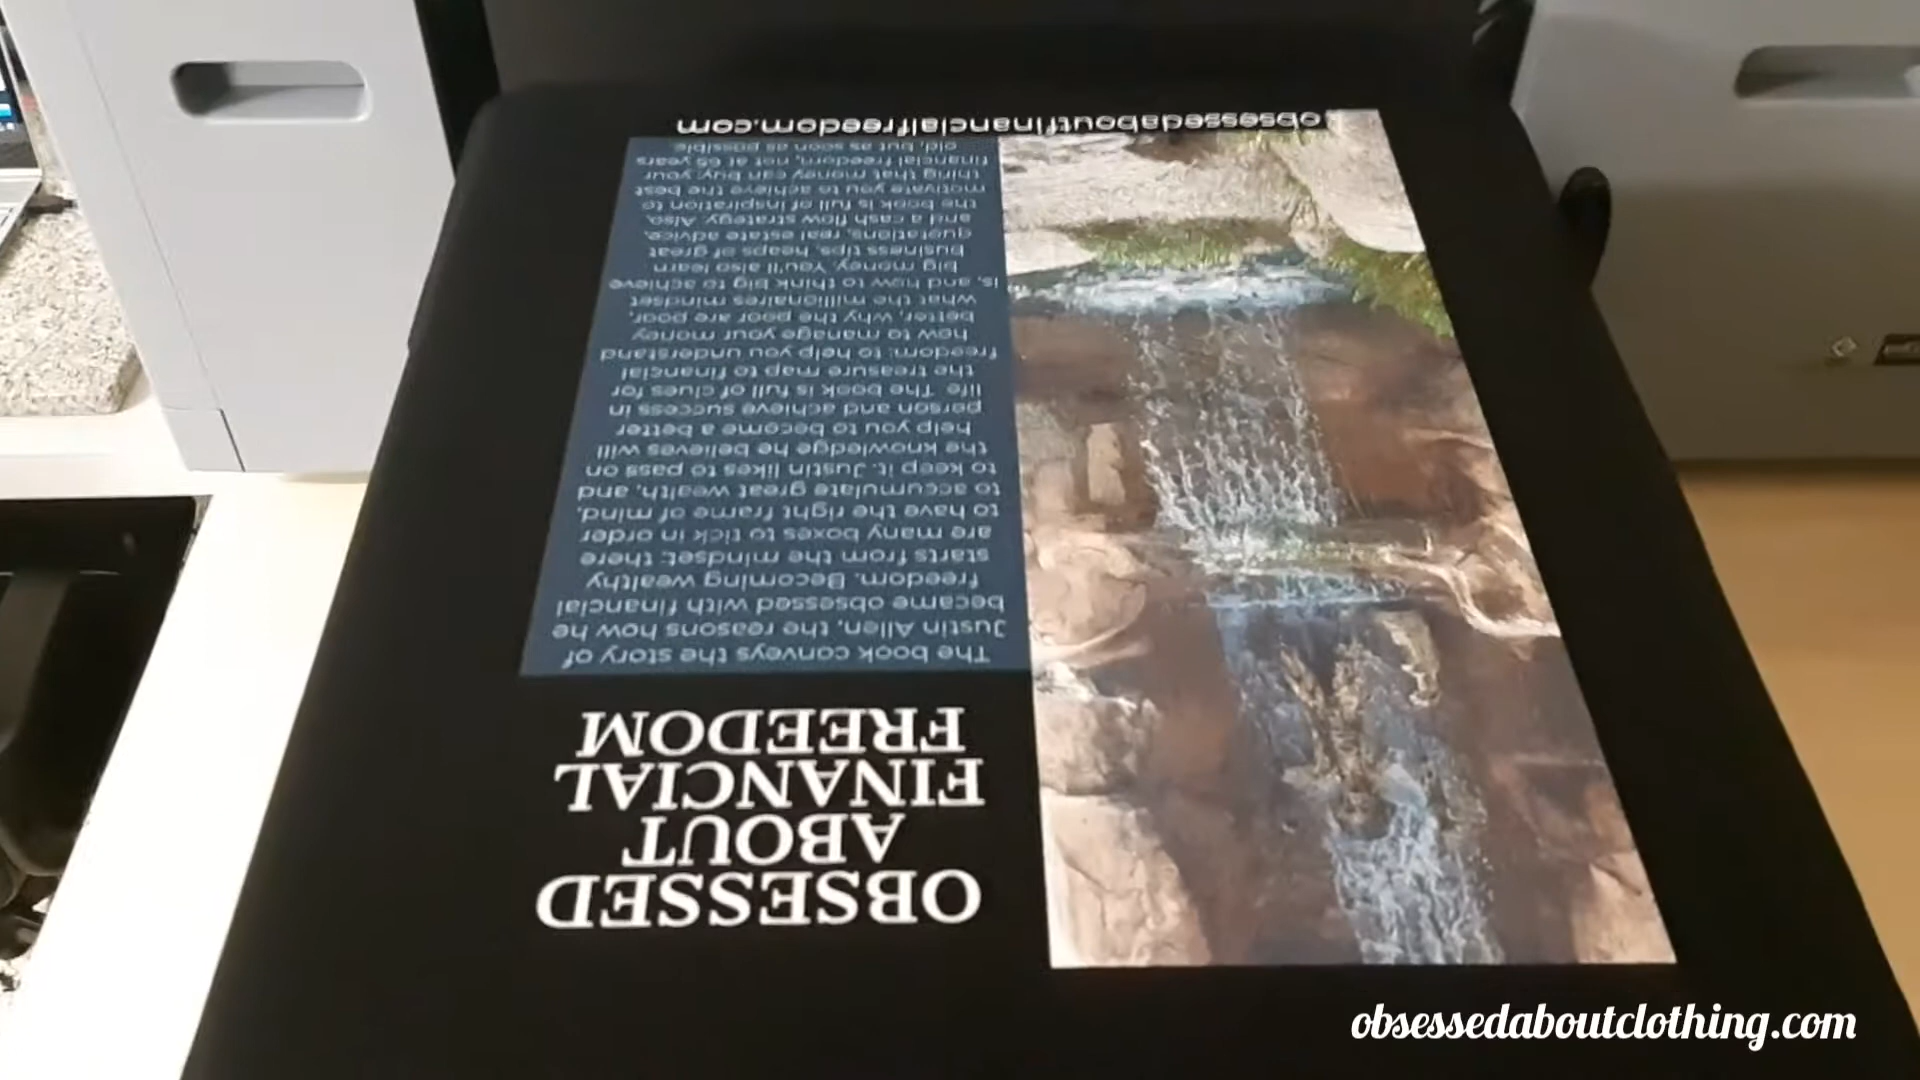 OBSESSED
ABOUT
FINANCIAL
FREEDOM
The book conveys the story of
Justin Allen, the reasons how he
became obsessed with financial
freedom. Becoming wealthy
starts from the mindset: there
are many boxes to tick in order
to have the right frame of mind,
to accumulate great wealth, and
to keep it. Justin likes to pass on
the knowledge he believes will
help you to become a better
person and achieve success in
life. The book is full of clues for
the treasure map to financial
freedom: to help you understand
how to manage your money
better, why the poor are poor,
what the millionaires mindset
is, and how to think big to achieve
big money. You'll also learn
business tips, heaps of great
quotations, real estate advice,
and a cash flow strategy. Also,
the book is full of inspiration to
motivate you to achieve the best
thing that money can buy, your
financial freedom, not at 65 years
old, but as soon as possible.
obsessedaboutfinancialfreedom.com
obsessedaboutclothing.com